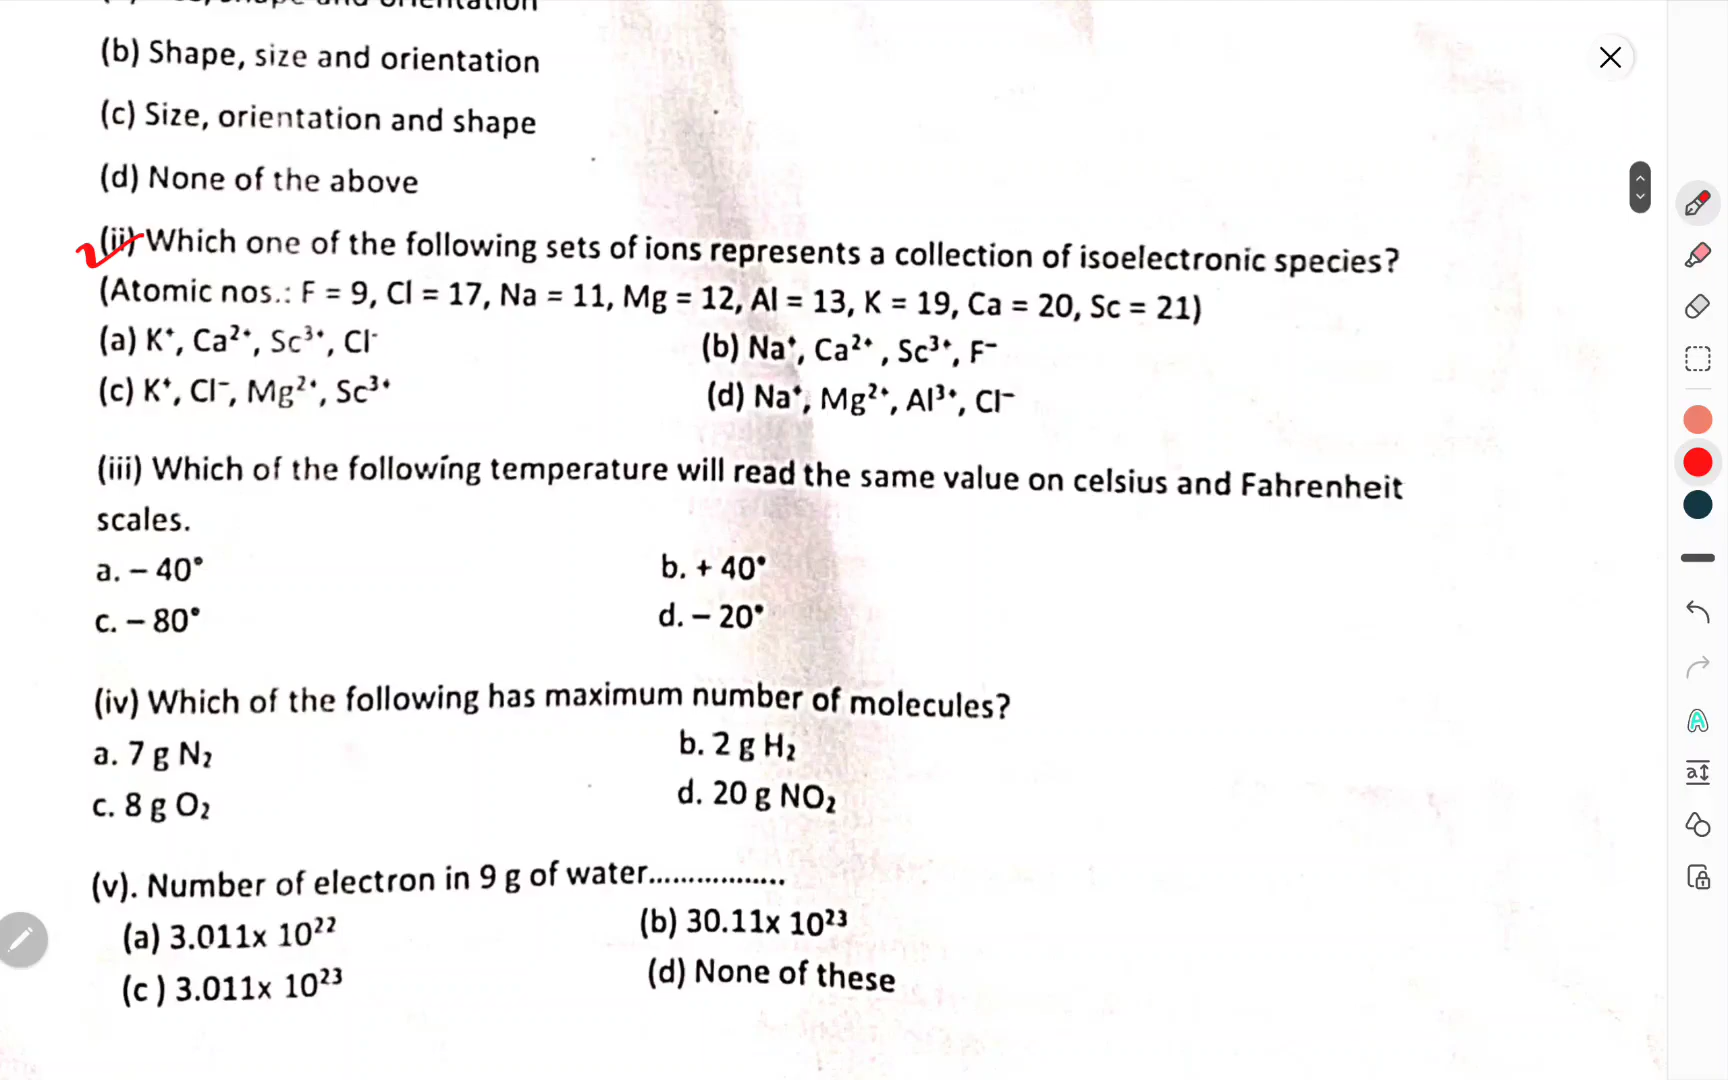 shape and orientation
(b) Shape, size and orientation
(c) Size, orientation and shape
(d) None of the above
(ii) Which one of the following sets of ions represents a collection of isoelectronic species?
(Atomic nos.: F = 9, Cl = 17, Na = 11, Mg = 12, Al = 13, K = 19, Ca = 20, Sc = 21)
(a) K⁺, Ca²⁺, Sc³⁺, Cl⁻ (b) Na⁺, Ca²⁺ , Sc³⁺, F⁻
(c) K⁺, Cl⁻, Mg²⁺, Sc³⁺ (d) Na⁺, Mg²⁺, Al³⁺, Cl⁻
(iii) Which of the following temperature will read the same value on celsius and Fahrenheit
scales.
a. – 40° b. + 40°
c. – 80° d. – 20°
(iv) Which of the following has maximum number of molecules?
a. 7 g N₂ b. 2 g H₂
c. 8 g O₂ d. 20 g NO₂
(v). Number of electron in 9 g of water.................
(a) 3.011x 10²² (b) 30.11x 10²³
(c ) 3.011x 10²³ (d) None of these